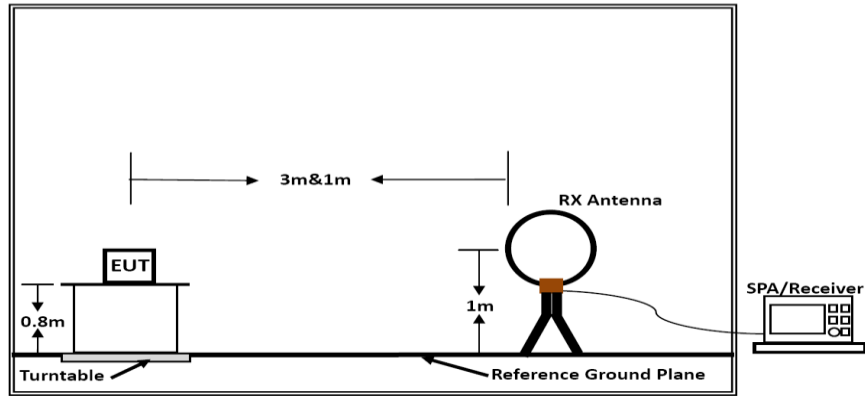 3m&1m
RX Antenna
EUT
SPA/Receiver
0.8m
1m
Turntable
Reference Ground Plane